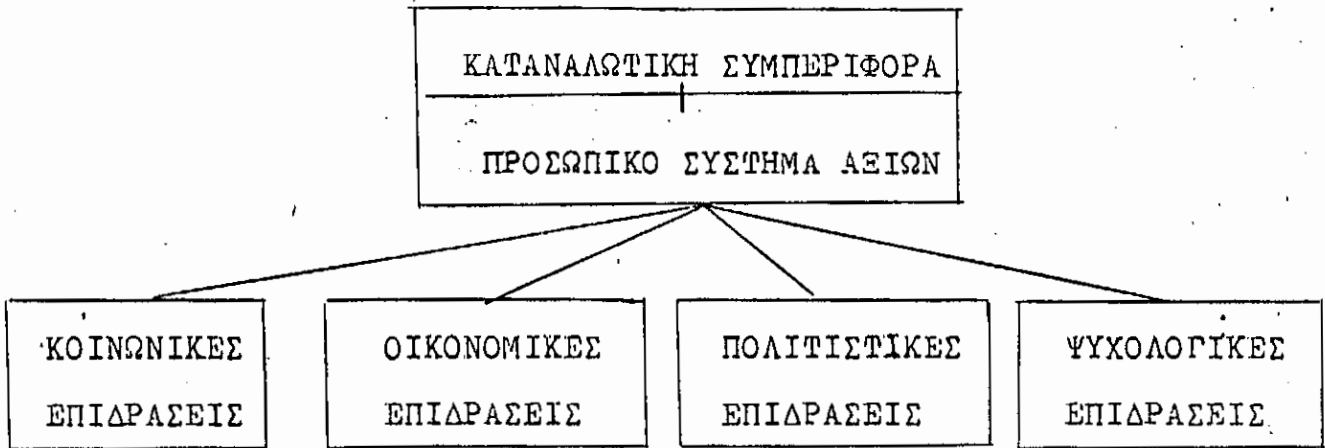 ΚΑΤΑΝΑΛΩΤΙΚΗ ΣΥΜΠΕΡΙΦΟΡΑ
ΠΡΟΣΩΠΙΚΟ ΣΥΣΤΗΜΑ ΑΞΙΩΝ
ΚΟΙΝΩΝΙΚΕΣ
ΕΠΙΔΡΑΣΕΙΣ
ΟΙΚΟΝΟΜΙΚΕΣ
ΕΠΙΔΡΑΣΕΙΣ
ΠΟΛΙΤΙΣΤΙΚΕΣ
ΕΠΙΔΡΑΣΕΙΣ
ΨΥΧΟΛΟΓΙΚΕΣ
ΕΠΙΔΡΑΣΕΙΣ